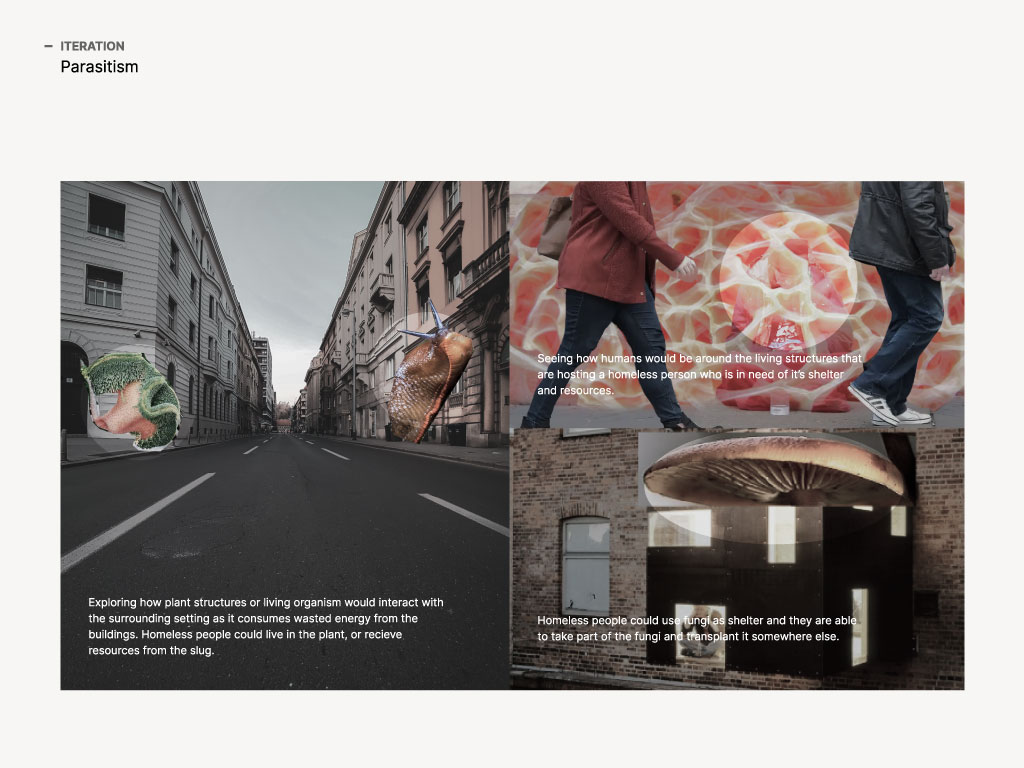 – ITERATION
Parasitism
Seeing how humans would be around the living structures that
are hosting a homeless person who is in need of it's shelter
and resources.
Exploring how plant structures or living organism would interact with
the surrounding setting as it consumes wasted energy from the
buildings. Homeless people could live in the plant, or recieve
resources from the slug.
Homeless people could use fungi as shelter and they are able
to take part of the fungi and transplant it somewhere else.